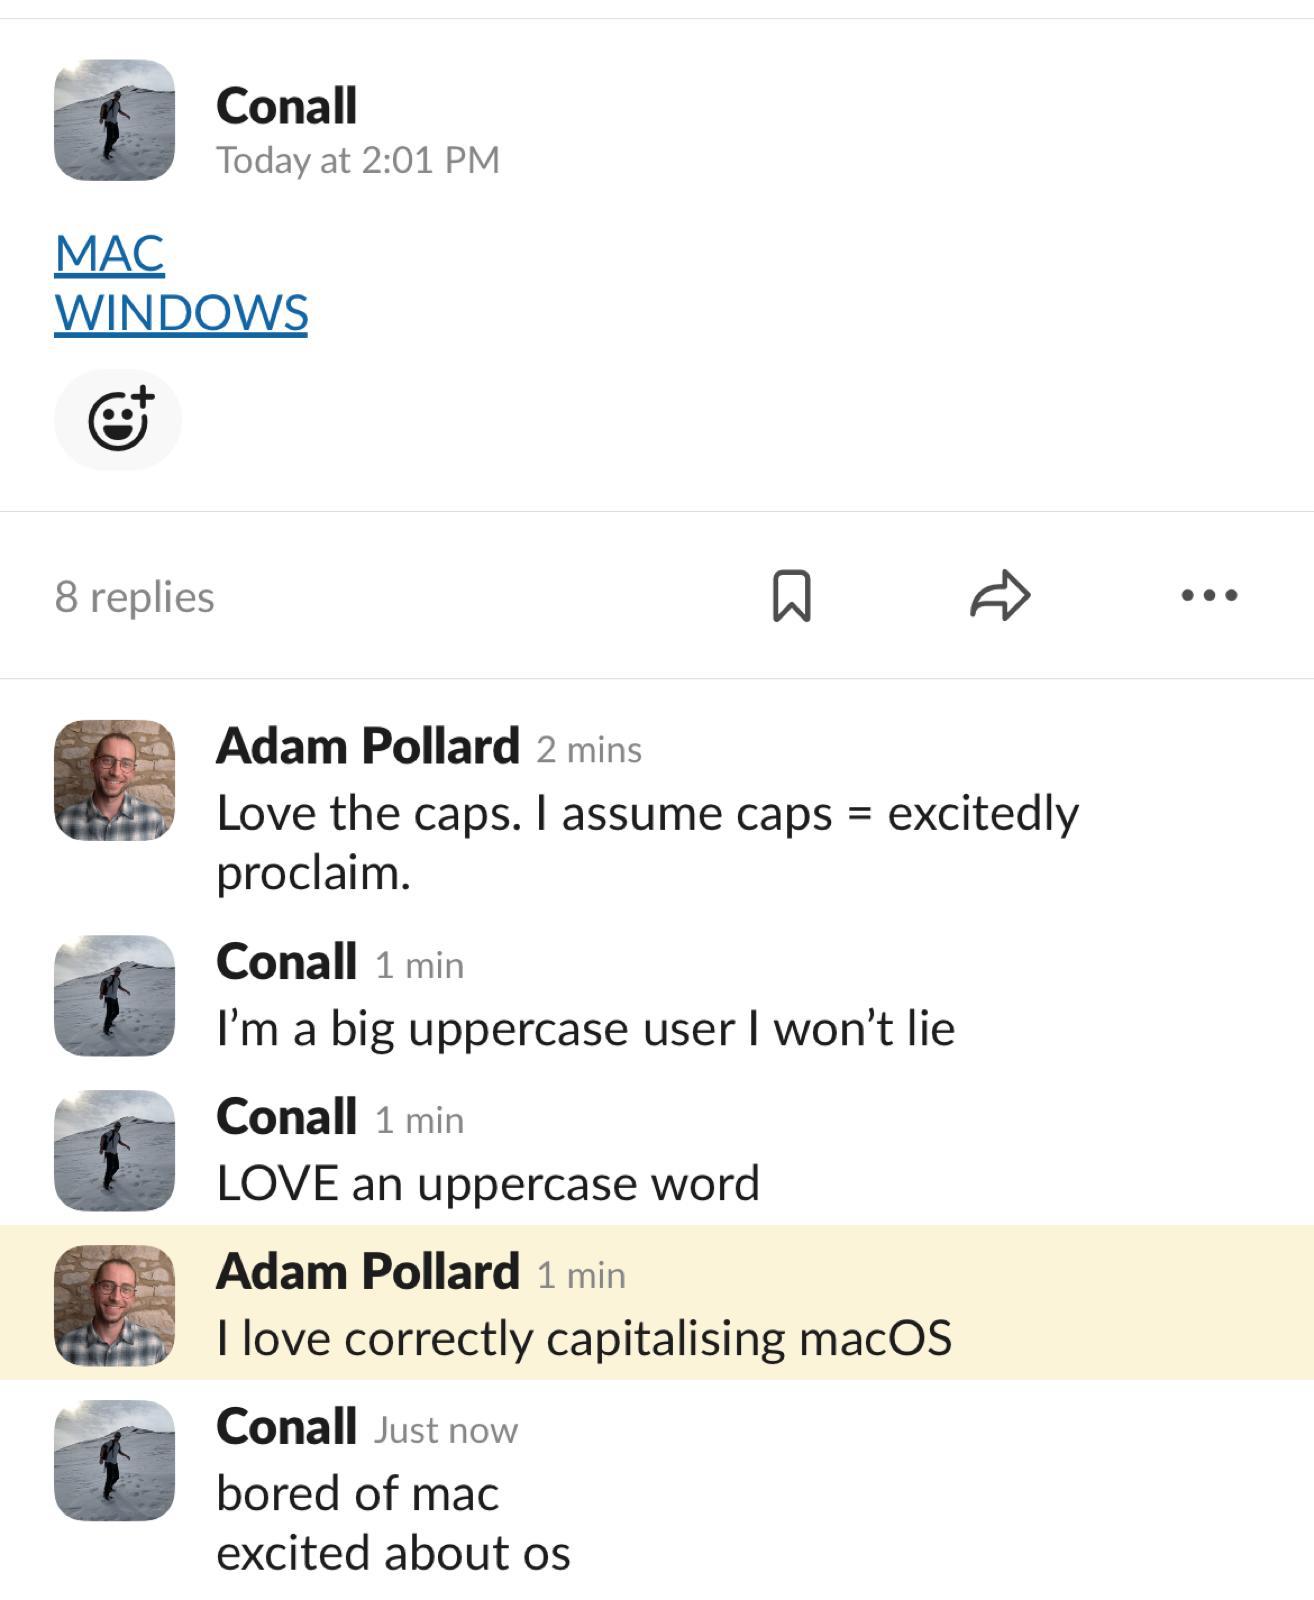 Conall
Today at 2:01 PM
MAC
WINDOWS
8 replies
Adam Pollard 2 mins
Love the caps. I assume caps = excitedly
proclaim.
Conall 1 min
I’m a big uppercase user I won’t lie
Conall 1 min
LOVE an uppercase word
Adam Pollard 1 min
I love correctly capitalising macOS
Conall Just now
bored of mac
excited about os